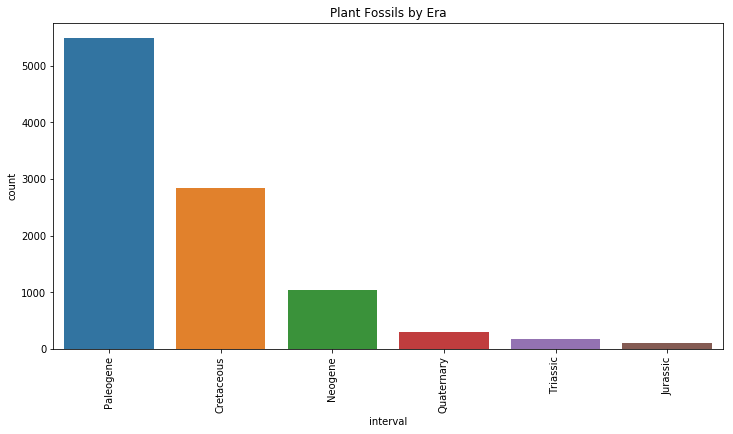 Plant Fossils by Era
count
5000
4000
3000
2000
1000
0
Paleogene
Cretaceous
Neogene
Quaternary
Triassic
Jurassic
interval